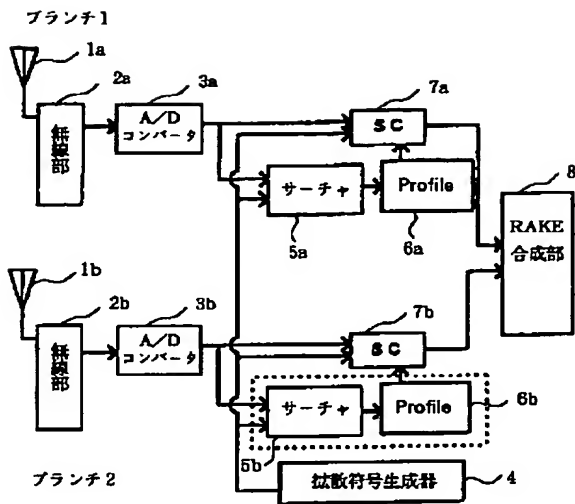 ブランチ1
1a
2a
3a
無線部
A/D
コンバータ
7a
SC
サーチャ
5a
Profile
6a
8
RAKE
合成部
1b
2b
3b
無線部
A/D
コンバータ
7b
SC
サーチャ
5b
Profile
6b
ブランチ2
拡散符号生成器
4